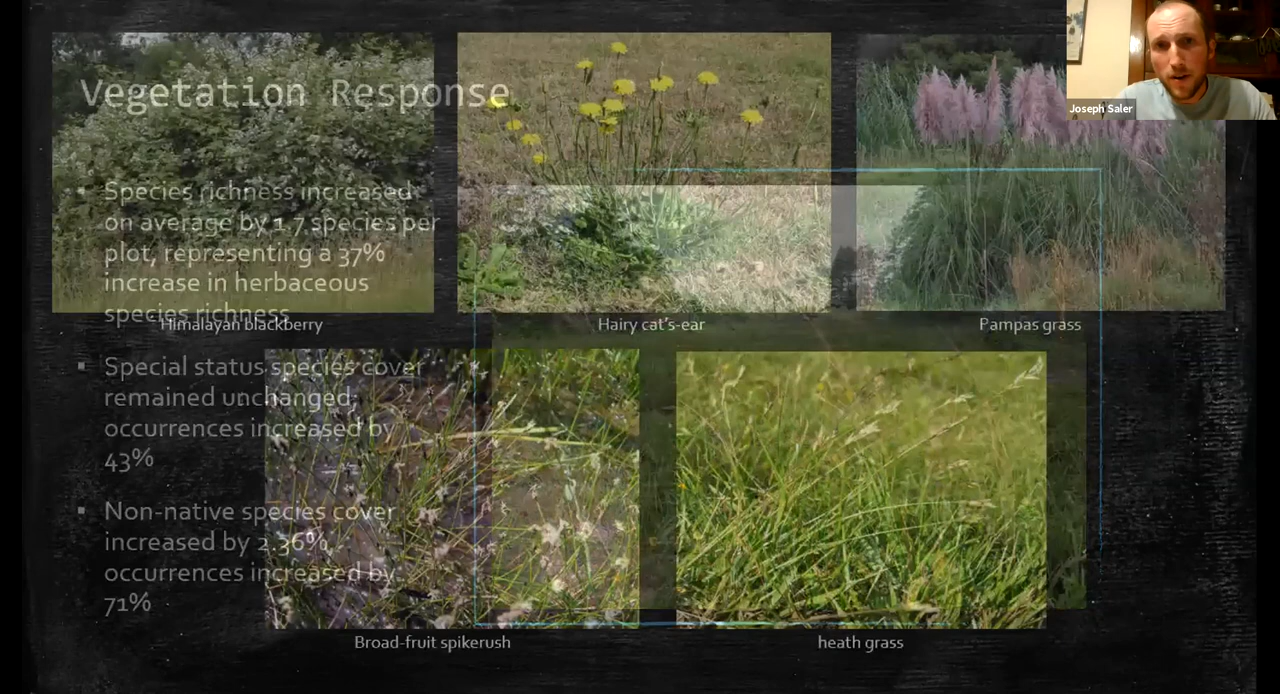 Joseph Saler
Vegetation Response
▪ Species richness increased
on average by 1.7 species per
plot, representing a 37%
increase in herbaceous
species richness
Himalayan blackberry
Hairy cat's-ear
Pampas grass
▪ Special status species cover
remained unchanged;
occurrences increased by
43%
▪ Non-native species cover
increased by 2.36%,
occurrences increased by
71%
Broad-fruit spikerush
heath grass